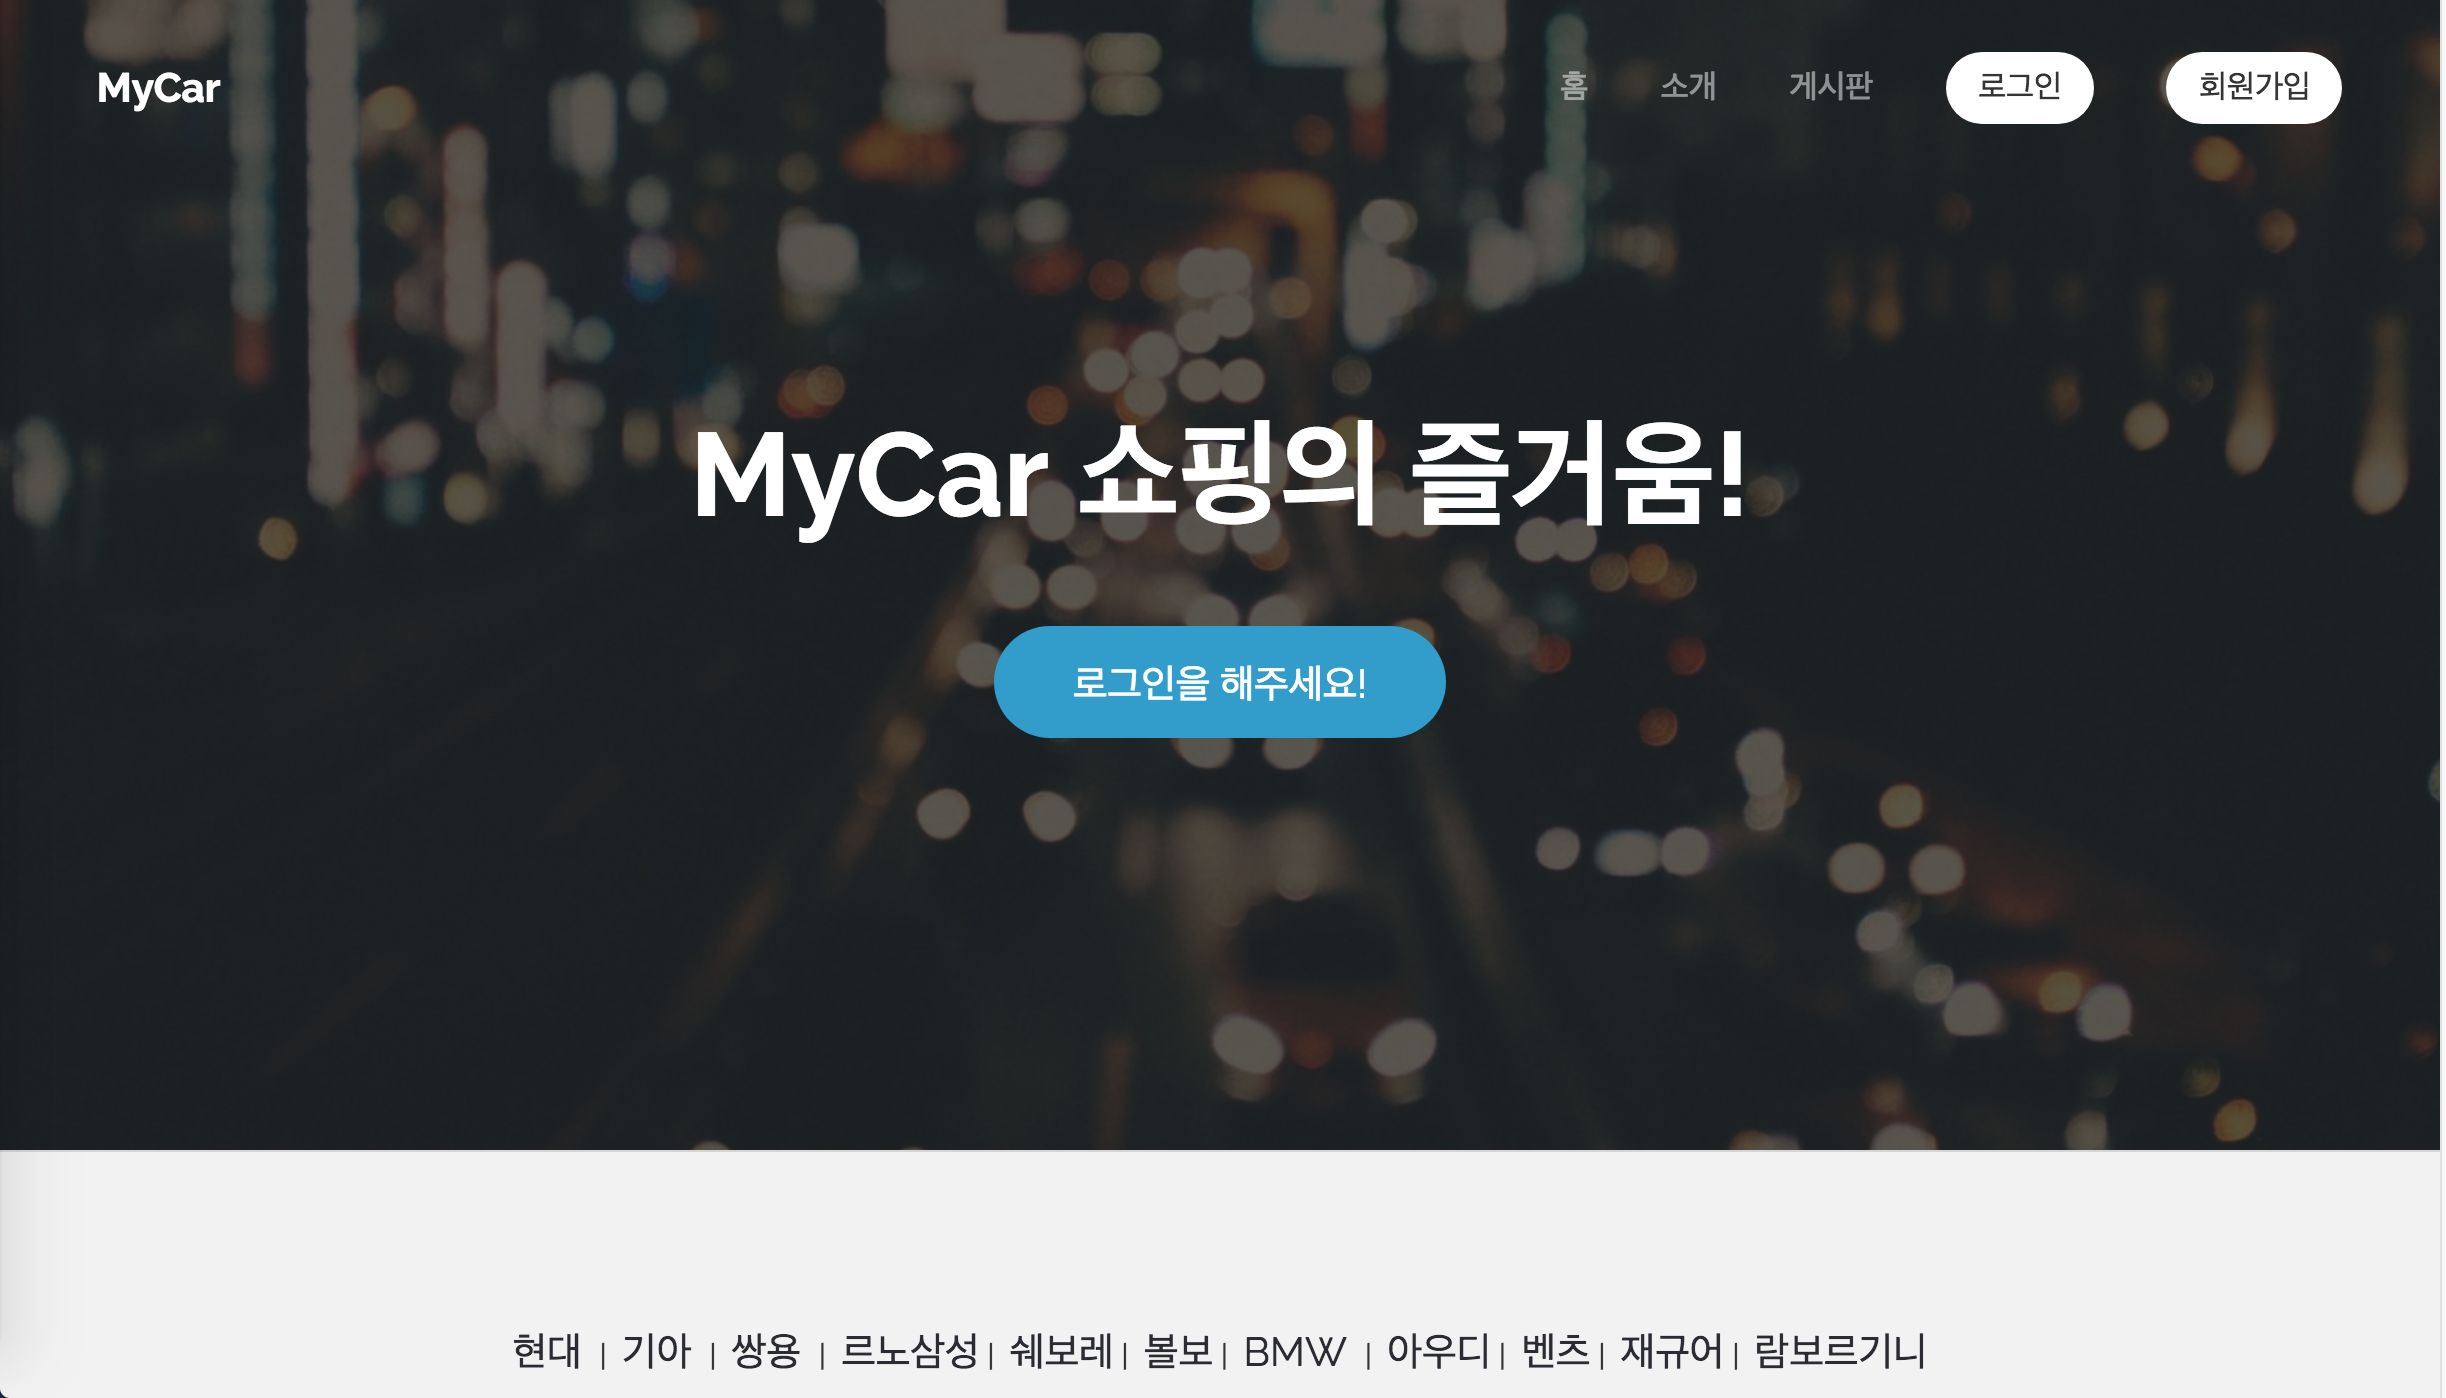 MyCar
홈 소개 게시판 로그인 회원가입
MyCar 쇼핑의 즐거움!
로그인을 해주세요!
현대 | 기아 | 쌍용 | 르노삼성 | 쉐보레 | 볼보 | BMW | 아우디 | 벤츠 | 재규어 | 람보르기니